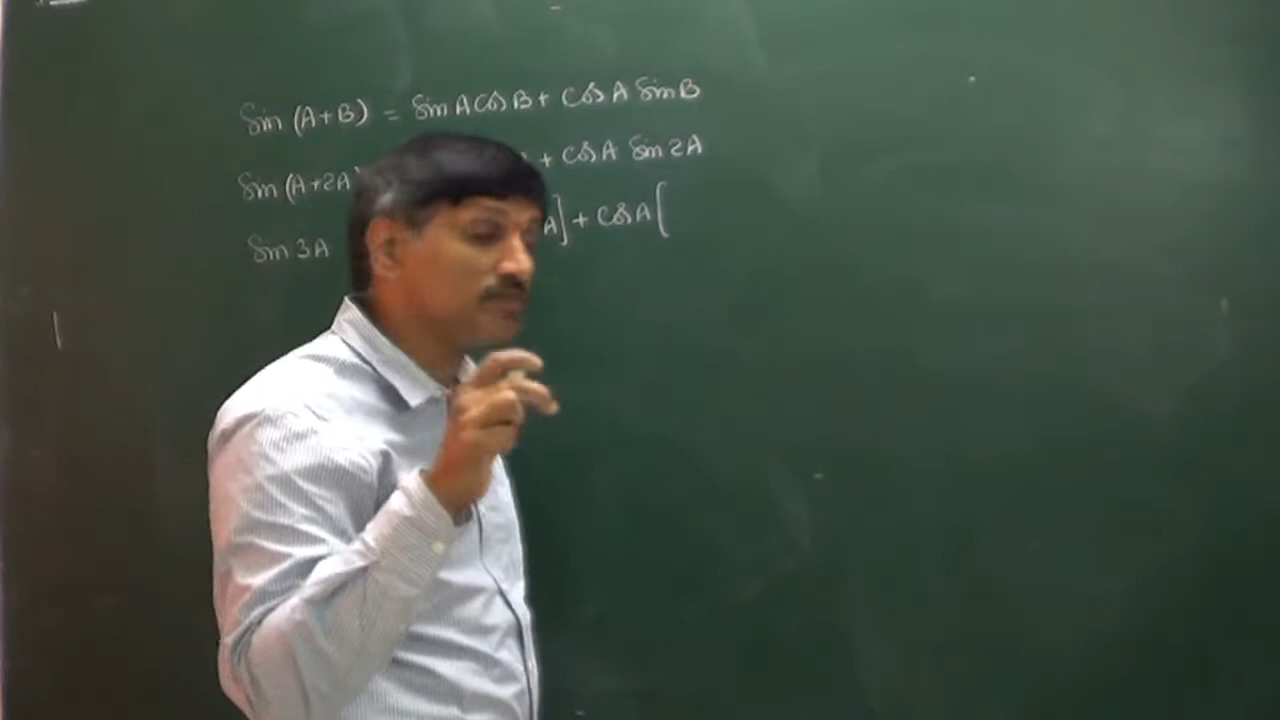 Sin (A+B) = Sin A Cos B + Cos A Sin B
Sin (A+2A) + Cos A Sin 2A
Sin 3A A] + Cos A [